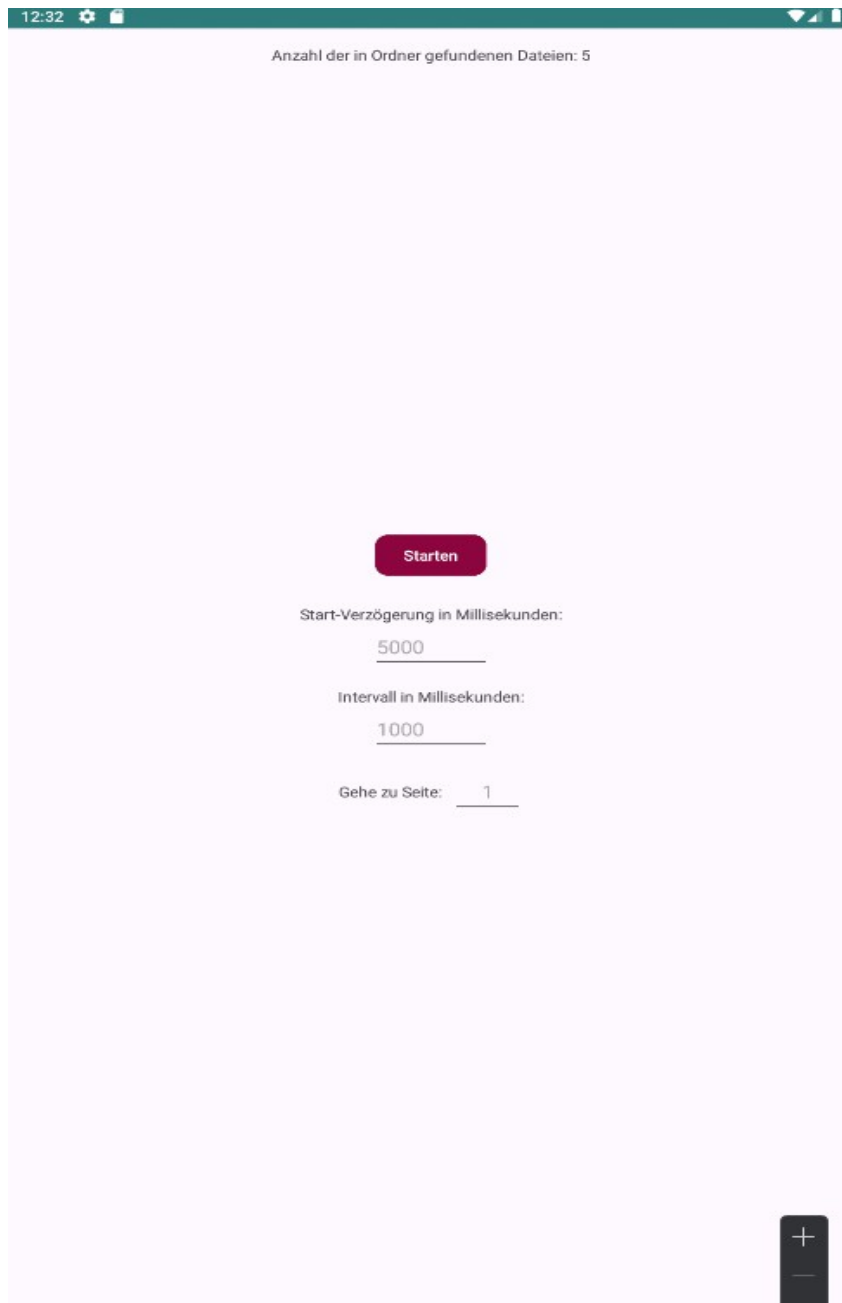 12:32
Anzahl der in Ordner gefundenen Dateien: 5
Starten
Start-Verzögerung in Millisekunden:
5000
Intervall in Millisekunden:
1000
Gehe zu Seite: 1